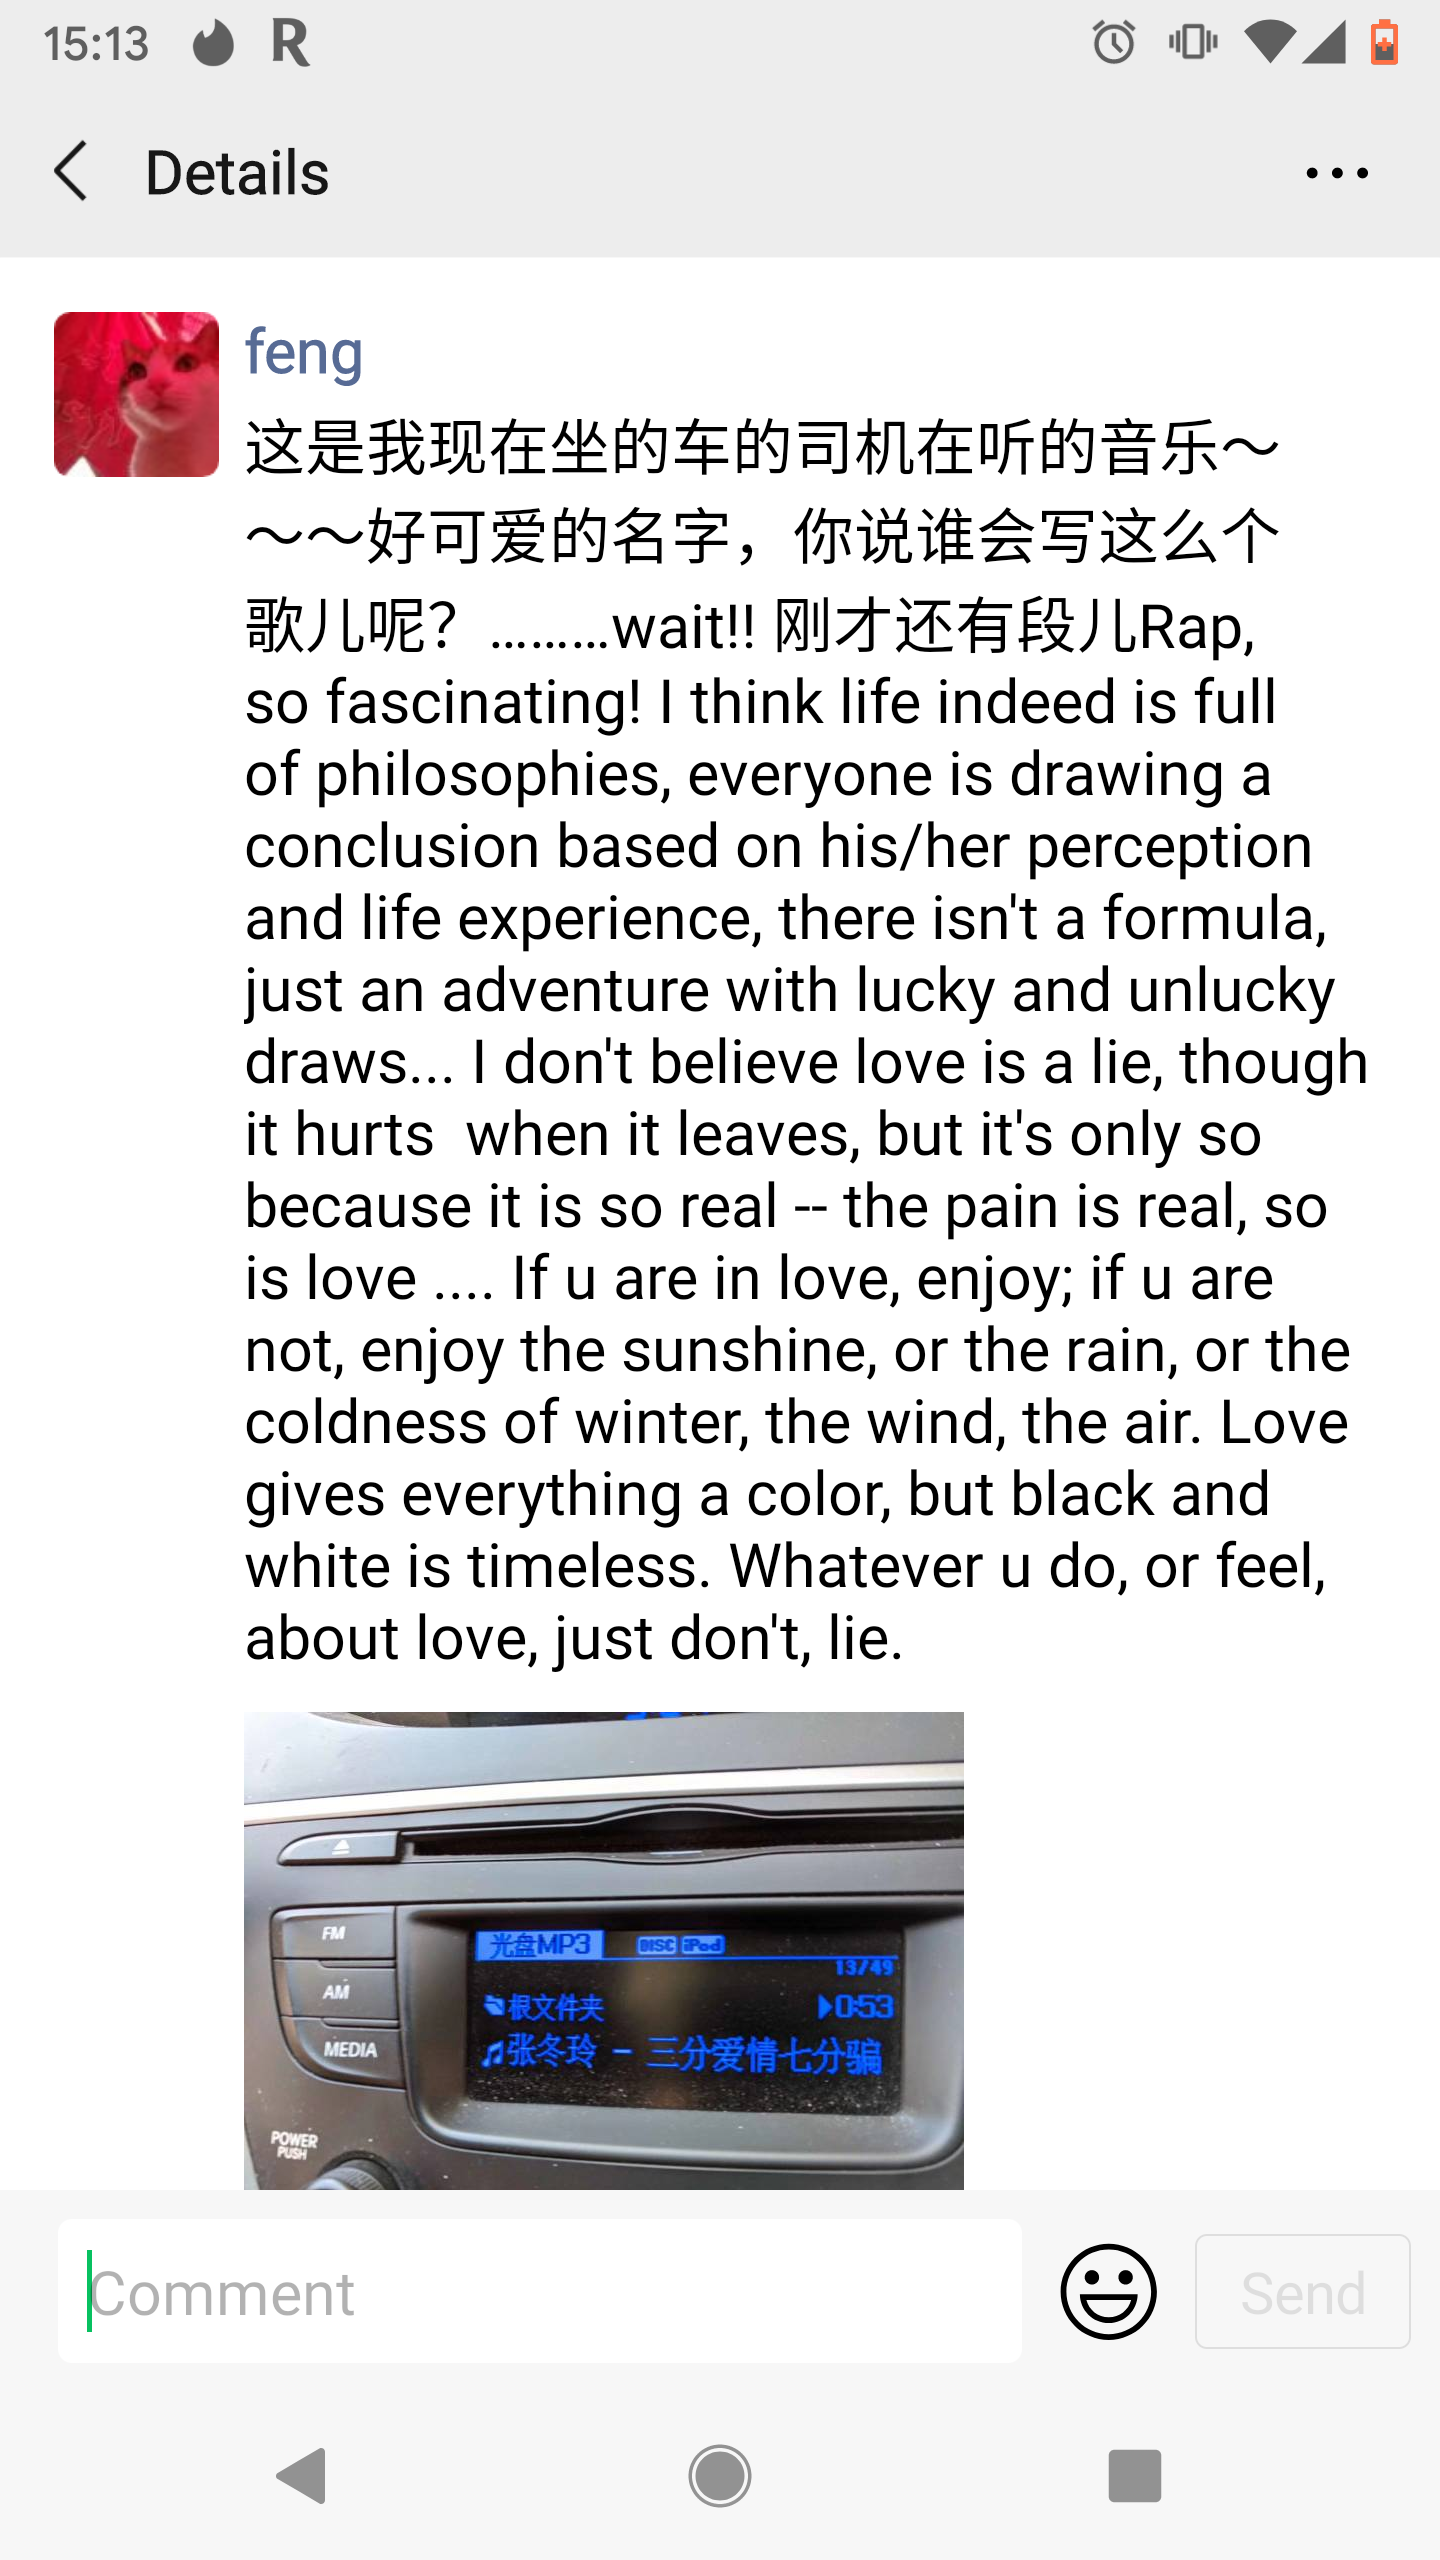 15:13
Details
feng
这是我现在坐的车的司机在听的音乐～
～～好可爱的名字，你说谁会写这么个
歌儿呢？………wait!! 刚才还有段儿Rap,
so fascinating! I think life indeed is full
of philosophies, everyone is drawing a
conclusion based on his/her perception
and life experience, there isn't a formula,
just an adventure with lucky and unlucky
draws... I don't believe love is a lie, though
it hurts  when it leaves, but it's only so
because it is so real -- the pain is real, so
is love .... If u are in love, enjoy; if u are
not, enjoy the sunshine, or the rain, or the
coldness of winter, the wind, the air. Love
gives everything a color, but black and
white is timeless. Whatever u do, or feel,
about love, just don't, lie.
光盘MP3 DISC iPod
13/49
FM
根文件夹 0:53
AM
张冬玲 - 三分爱情七分骗
MEDIA
POWER
PUSH
Comment
Send